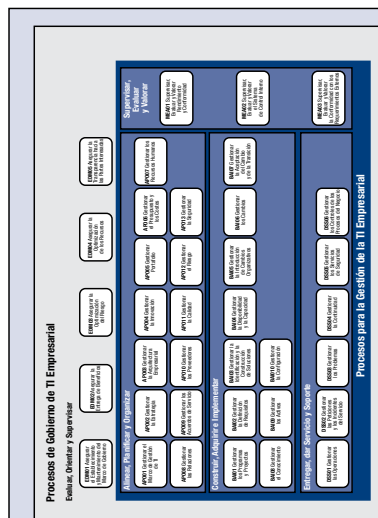 Procesos de Gobierno de TI Empresarial
Evaluar, Orientar y Supervisar
EDM01 Asegurar
el Establecimiento
y Mantenimiento del
Marco de Gobierno
EDM02 Asegurar la
Entrega de Beneficios
EDM03 Asegurar la
Optimización
del Riesgo
EDM04 Asegurar la
Optimización
de los Recursos
EDM05 Asegurar la
Transparencia hacia
las Partes Interesadas
Alinear, Planificar y Organizar
APO01 Gestionar el
Marco de Gestión
de TI
APO02 Gestionar
la Estrategia
APO03 Gestionar
la Arquitectura
Empresarial
APO04 Gestionar
la Innovación
APO05 Gestionar
Portafolio
APO06 Gestionar
el Presupuesto y
los Costes
APO07 Gestionar los
Recursos Humanos
APO08 Gestionar
las Relaciones
APO09 Gestionar los
Acuerdos de Servicio
APO10 Gestionar
los Proveedores
APO11 Gestionar
la Calidad
APO12 Gestionar
el Riesgo
APO13 Gestionar
la Seguridad
Construir, Adquirir e Implementar
BAI01 Gestionar
los Programas
y Proyectos
BAI02 Gestionar
la Definición
de Requisitos
BAI03 Gestionar la
Identificación y la
Construcción
de Soluciones
BAI04 Gestionar
la Disponibilidad
y la Capacidad
BAI05 Gestionar
la Introducción
de Cambios
Organizativos
BAI06 Gestionar
los Cambios
BAI07 Gestionar
la Aceptación
del Cambio
y de la Transición
BAI08 Gestionar
el Conocimiento
BAI09 Gestionar
los Activos
BAI10 Gestionar
la Configuración
Entregar, dar Servicio y Soporte
DSS01 Gestionar
las Operaciones
DSS02 Gestionar
las Peticiones
y los Incidentes
del Servicio
DSS03 Gestionar
los Problemas
DSS04 Gestionar
la Continuidad
DSS05 Gestionar
los Servicios
de Seguridad
DSS06 Gestionar
los Controles de los
Procesos del Negocio
Supervisar,
Evaluar
y Valorar
MEA01 Supervisar,
Evaluar y Valorar
Rendimiento
y Conformidad
MEA02 Supervisar,
Evaluar y Valorar
el Sistema
de Control Interno
MEA03 Supervisar,
Evaluar y Valorar
la Conformidad con los
Requerimientos Externos
Procesos para la Gestión de la TI Empresarial